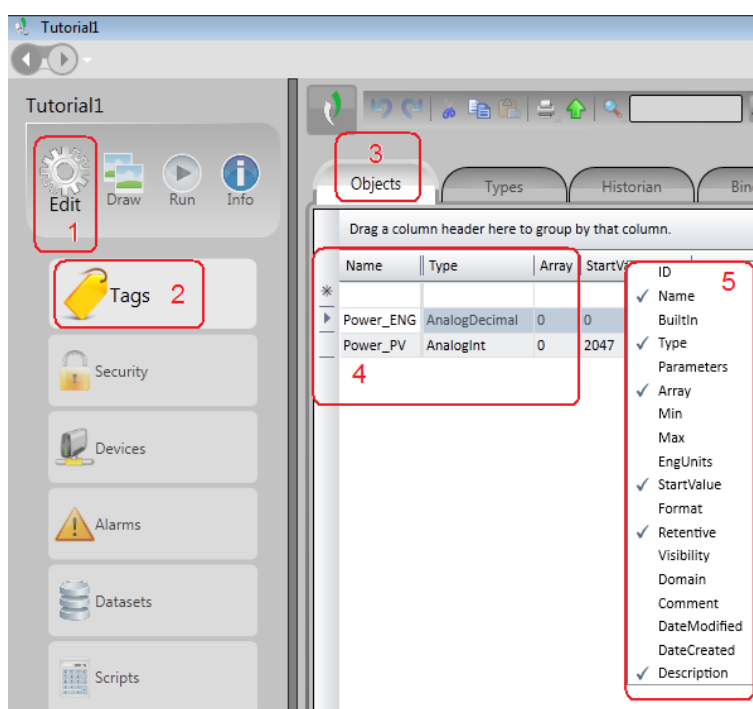 Tutorial1
Tutorial1
Edit
Draw
Run
Info
1
Tags 2
Security
Devices
Alarms
Datasets
Scripts
3
Objects
Types
Historian
Drag a column header here to group by that column.
Name Type Array
Power_ENG AnalogDecimal 0 0
Power_PV AnalogInt 0 2047
4
5
ID
Name
BuiltIn
Type
Parameters
Array
Min
Max
EngUnits
StartValue
Format
Retentive
Visibility
Domain
Comment
DateModified
DateCreated
Description